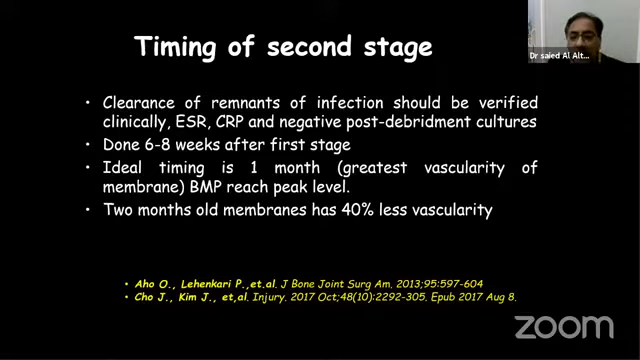 Timing of second stage
Dr saied Al Alt...
• Clearance of remnants of infection should be verified
clinically, ESR, CRP and negative post-debridment cultures
• Done 6-8 weeks after first stage
• Ideal timing is 1 month (greatest vascularity of
membrane) BMP reach peak level.
• Two months old membranes has 40% less vascularity
• Aho O., Lehenkari P.,et.al. J Bone Joint Surg Am. 2013;95:597-604
• Cho J., Kim J., et,al. Injury. 2017 Oct;48(10):2292-305. Epub 2017 Aug 8.
zoom